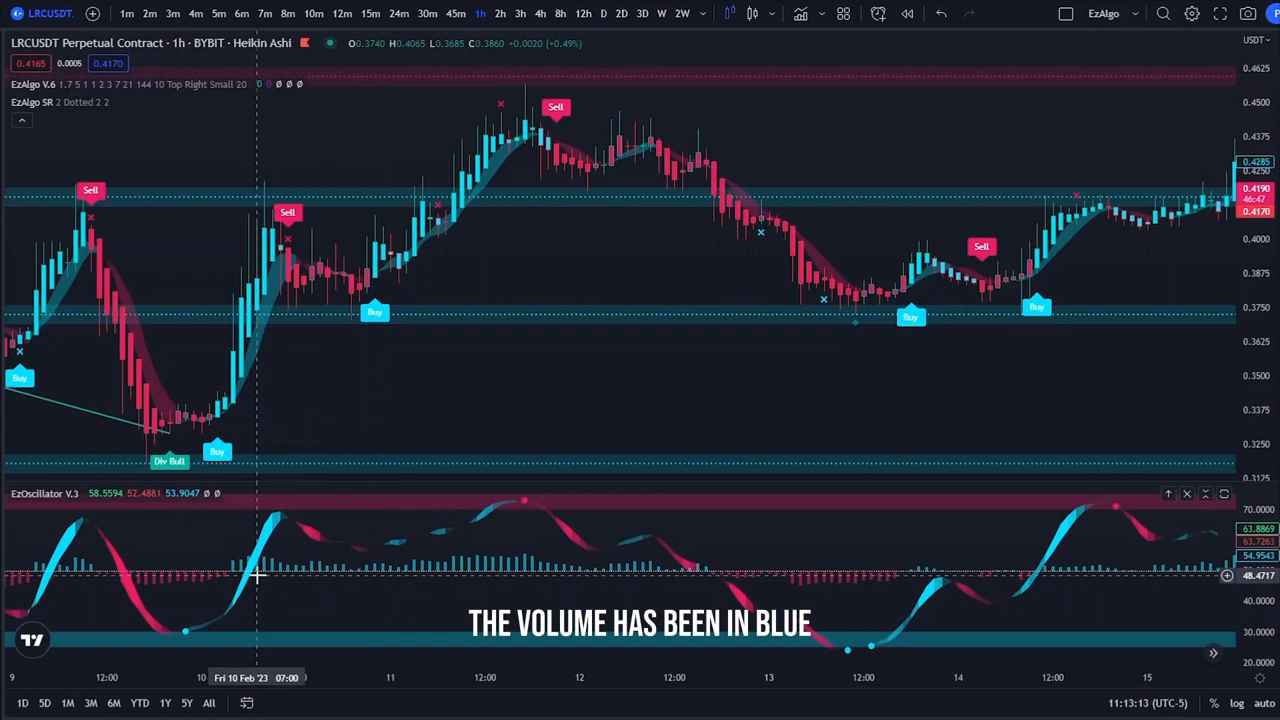 LRCUSDT 1m 2m 3m 4m 5m 6m 7m 8m 9m 10m 12m 15m 24m 30m 45m 1h 2h 3h 4h 8h 12h D 2D 3D W 2W EzAlgo
LRCUSDT Perpetual Contract · 1h · BYBIT · Heikin Ashi O0.3740 H0.4065 L0.3685 C0.3860 +0.0020 (+0.49%) USDT
0.4165 0.0005 0.4170
EzAlgo V.6 1.7 5 1 1 2 3 7 21 144 10 Top Right Small 20 0 0 Ø Ø Ø
EzAlgo SR 2 Dotted 2 2
0.4625
0.4500
0.4375
0.4285
0.4250
0.4190
46:47
0.4170
0.4000
0.3875
0.3750
0.3625
0.3500
0.3375
0.3250
0.3125
Sell
Sell
Sell
Sell
Buy
Buy
Buy
Buy
Buy
Div Bull
EzOscillator V.3 58.5594 52.4881 53.9047 Ø Ø
70.0000
63.8869
63.7263
54.9543
48.4717
40.0000
30.0000
20.0000
THE VOLUME HAS BEEN IN BLUE
9 12:00 10 Fri 10 Feb '23 07:00 11 12:00 12 12:00 13 12:00 14 12:00 15
1D 5D 1M 3M 6M YTD 1Y 5Y All 11:13:13 (UTC-5) % log auto